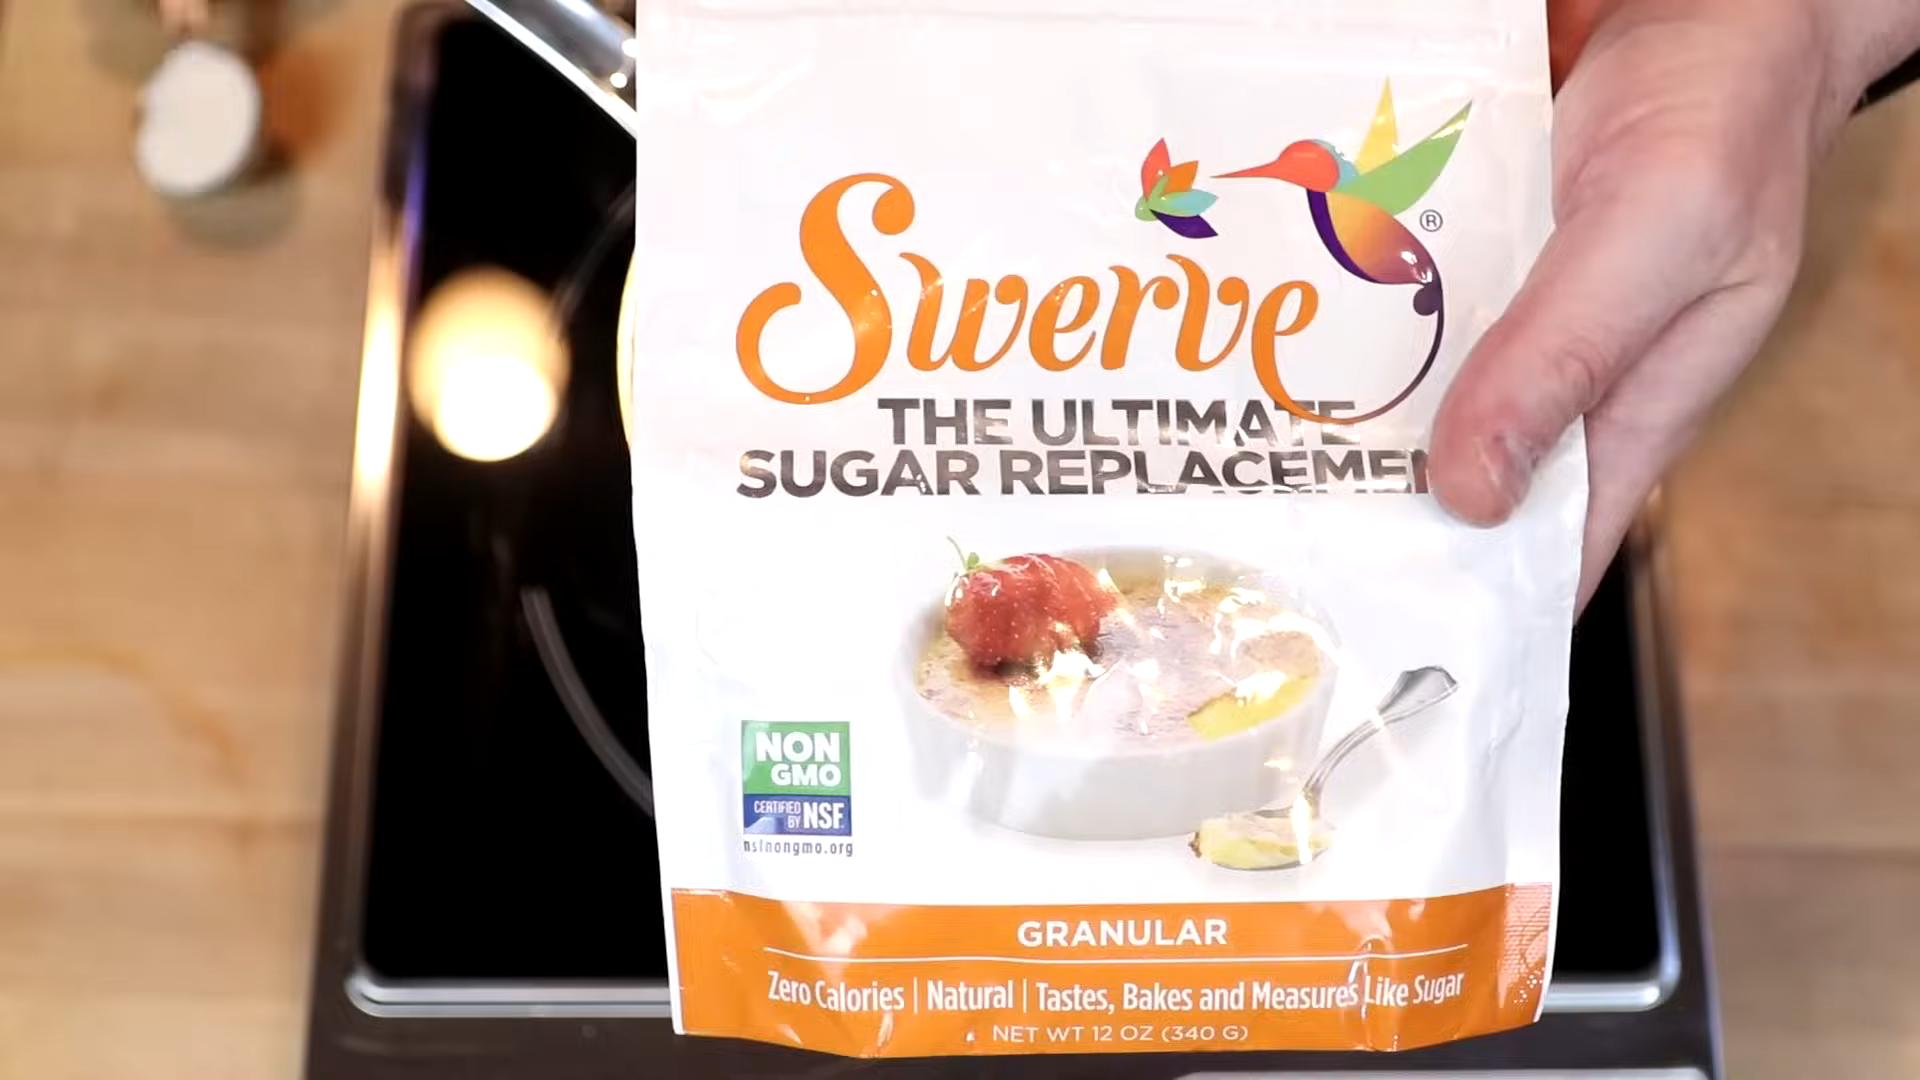 Swerve®
THE ULTIMATE
SUGAR REPLACEMEN
NON
GMO
CERTIFIED
BY NSF
nsfnongmo.org
GRANULAR
Zero Calories | Natural | Tastes, Bakes and Measures Like Sugar
NET WT 12 OZ (340 G)